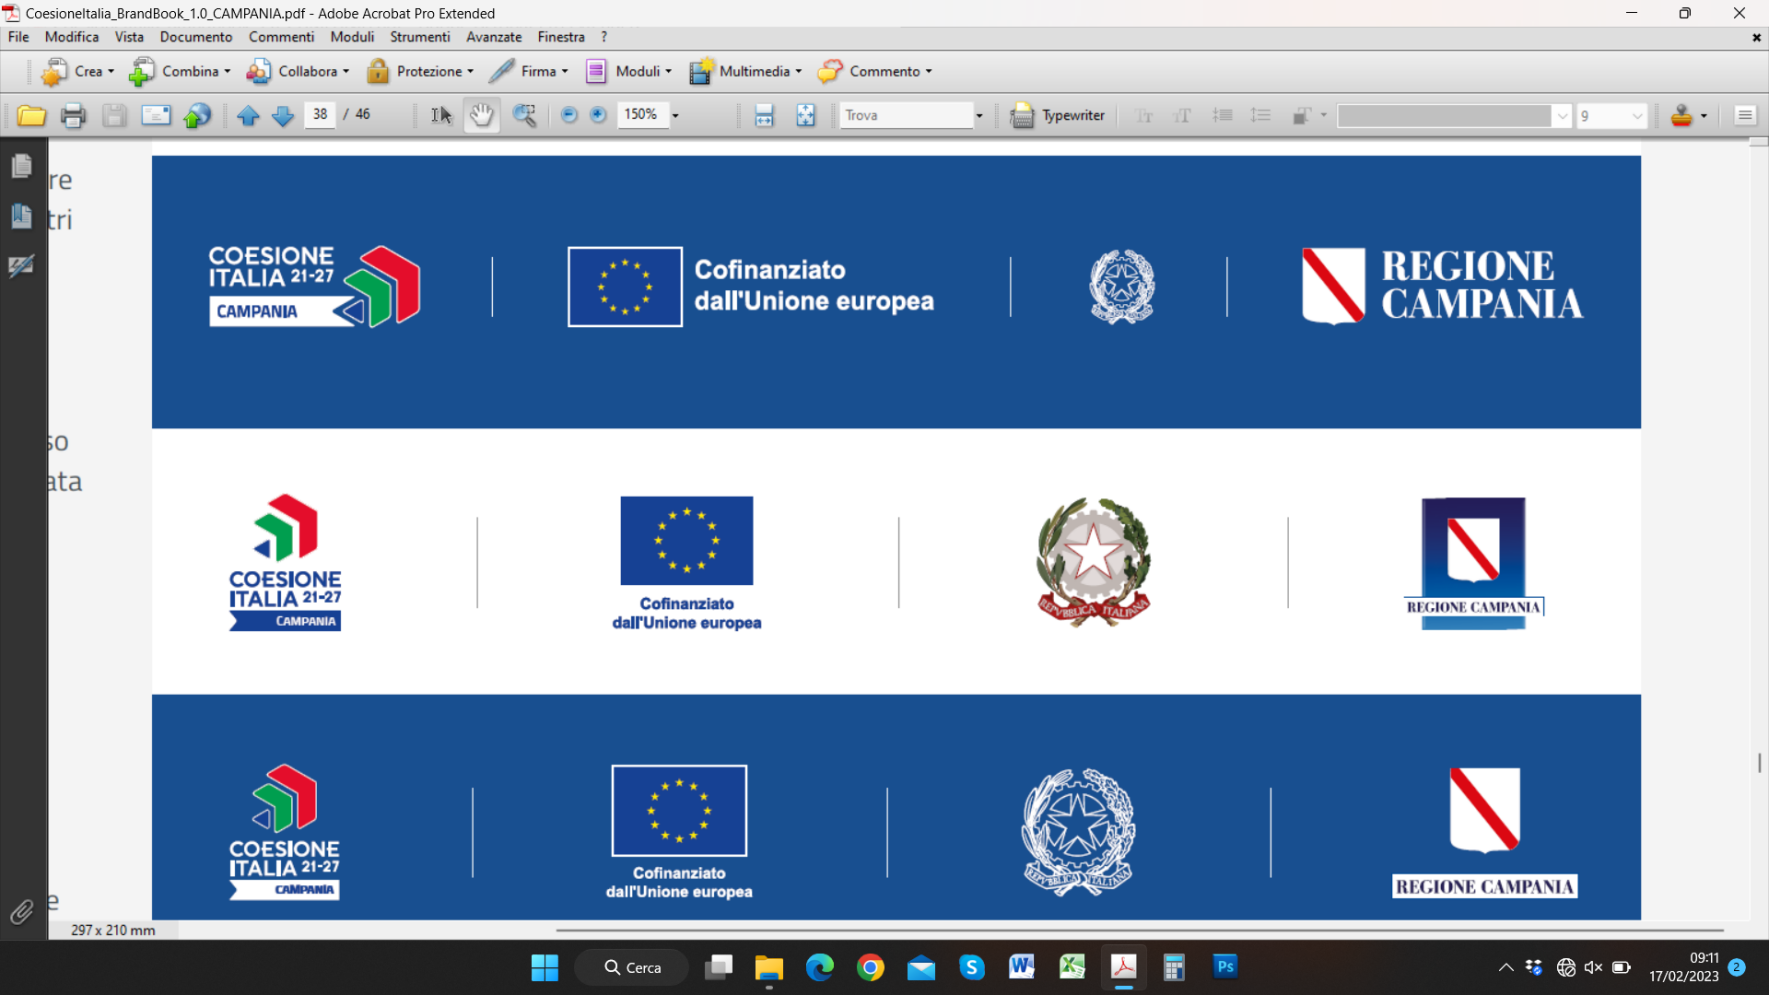 CoesioneItalia_BrandBook_1.0_CAMPANIA.pdf - Adobe Acrobat Pro Extended
File Modifica Vista Documento Commenti Moduli Strumenti Avanzate Finestra ?
Crea Combina Collabora Protezione Firma Moduli Multimedia Commento
38 / 46 150% Trova Typewriter 9
re
tri
COESIONE
ITALIA 21-27
CAMPANIA
Cofinanziato
dall'Unione europea
REGIONE
CAMPANIA
so
ata
COESIONE
ITALIA 21-27
CAMPANIA
Cofinanziato
dall'Unione europea
REPVBBLICA ITALIANA
REGIONE CAMPANIA
COESIONE
ITALIA 21-27
CAMPANIA
Cofinanziato
dall'Unione europea
REPVBBLICA ITALIANA
REGIONE CAMPANIA
e
297 x 210 mm
Cerca
Ps
09:11
17/02/2023
2